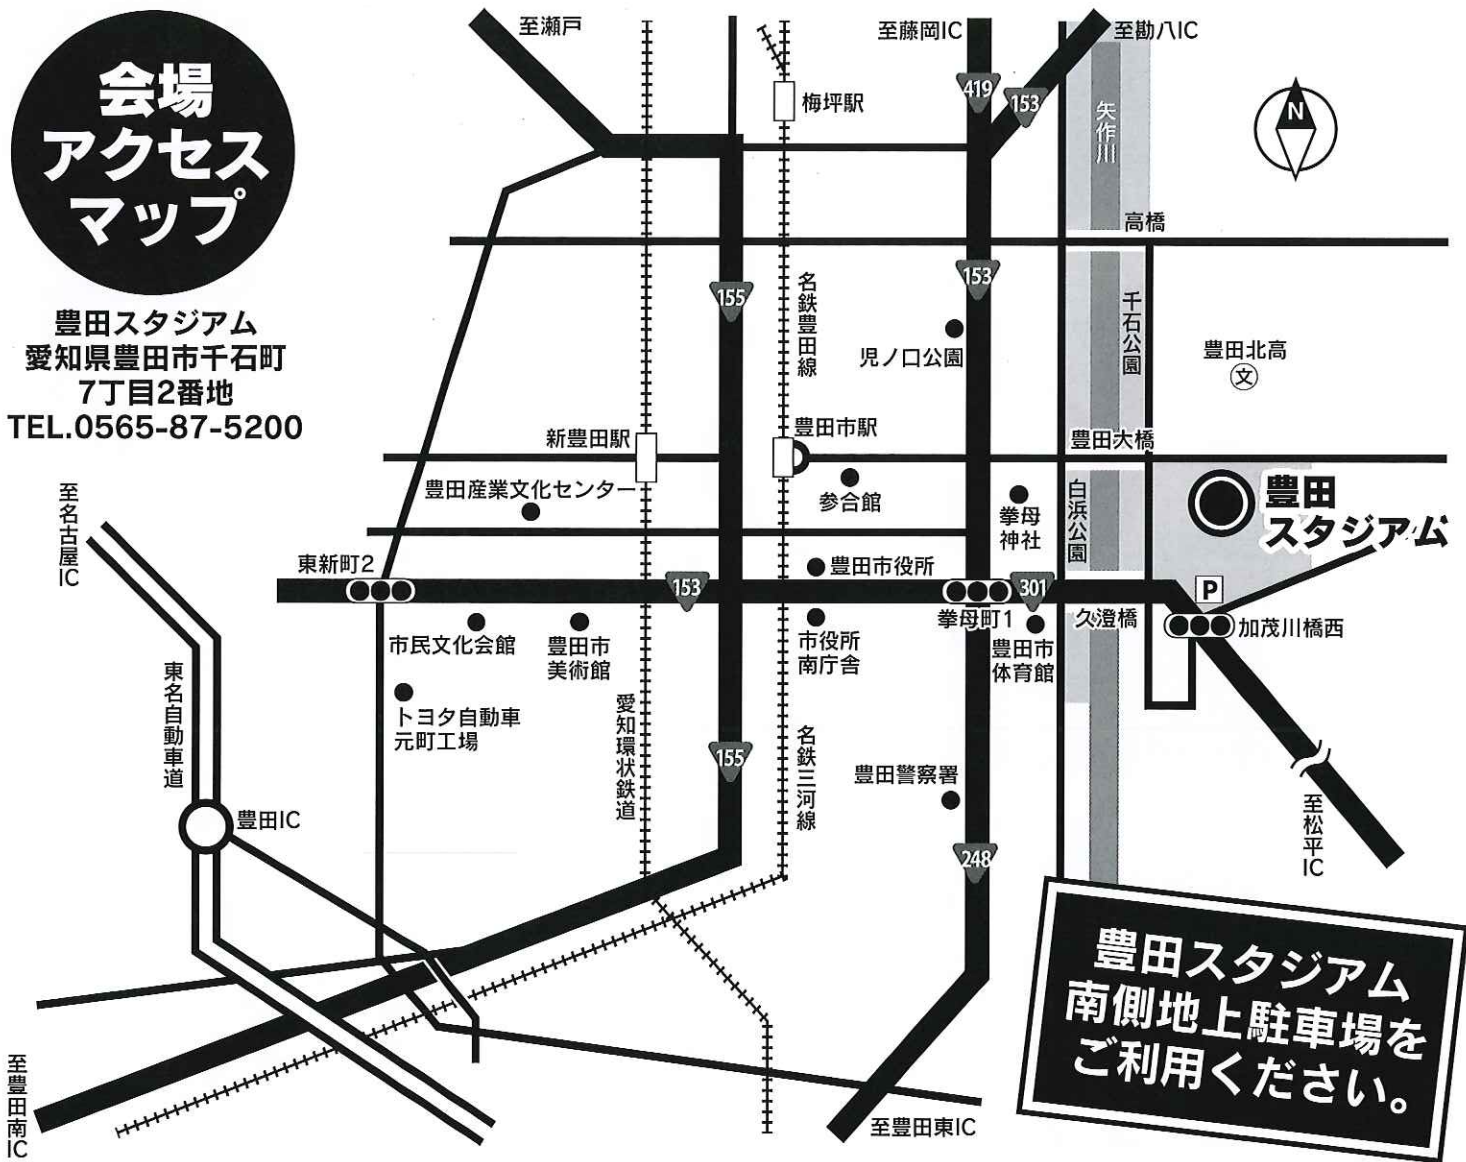 会場
アクセス
マップ
豊田スタジアム
愛知県豊田市千石町
7丁目2番地
TEL.0565-87-5200
至瀬戸
至藤岡IC
至勘八IC
419
153
梅坪駅
矢作川
N
高橋
155
名鉄豊田線
153
千石公園
児ノ口公園
豊田北高
文
新豊田駅
豊田市駅
豊田大橋
豊田産業文化センター
参合館
挙母
神社
白浜公園
豊田
スタジアム
至名古屋IC
東新町2
153
豊田市役所
301
P
挙母町1
久澄橋
加茂川橋西
市民文化会館
豊田市
美術館
市役所
南庁舎
豊田市
体育館
トヨタ自動車
元町工場
東名自動車道
愛知環状鉄道
155
名鉄三河線
豊田警察署
至松平IC
豊田IC
248
豊田スタジアム
南側地上駐車場を
ご利用ください。
至豊田南IC
至豊田東IC